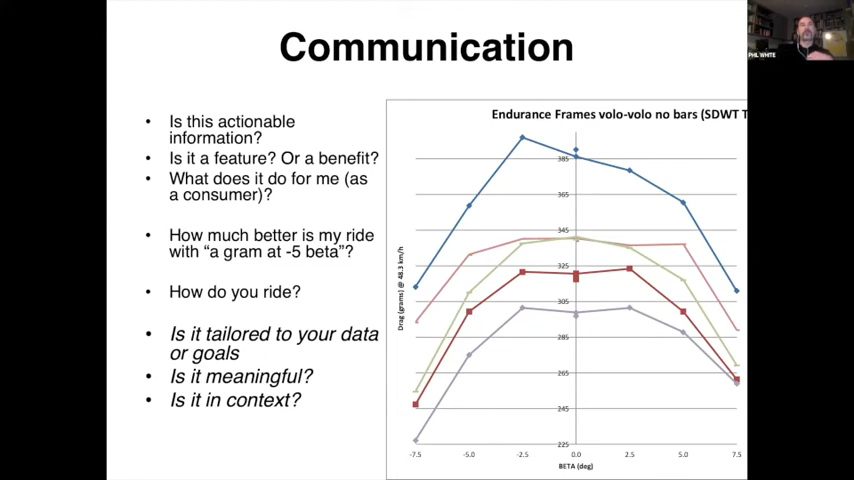 Communication
PHIL WHITE
• Is this actionable
information?
• Is it a feature? Or a benefit?
• What does it do for me (as
a consumer)?
• How much better is my ride
with “a gram at -5 beta”?
• How do you ride?
• Is it tailored to your data
or goals
• Is it meaningful?
• Is it in context?
Endurance Frames volo-volo no bars (SDWT T
Drag (grams) @ 48.3 km/h
385
365
345
325
305
285
265
245
225
-7.5 -5.0 -2.5 0.0 2.5 5.0 7.5
BETA (deg)